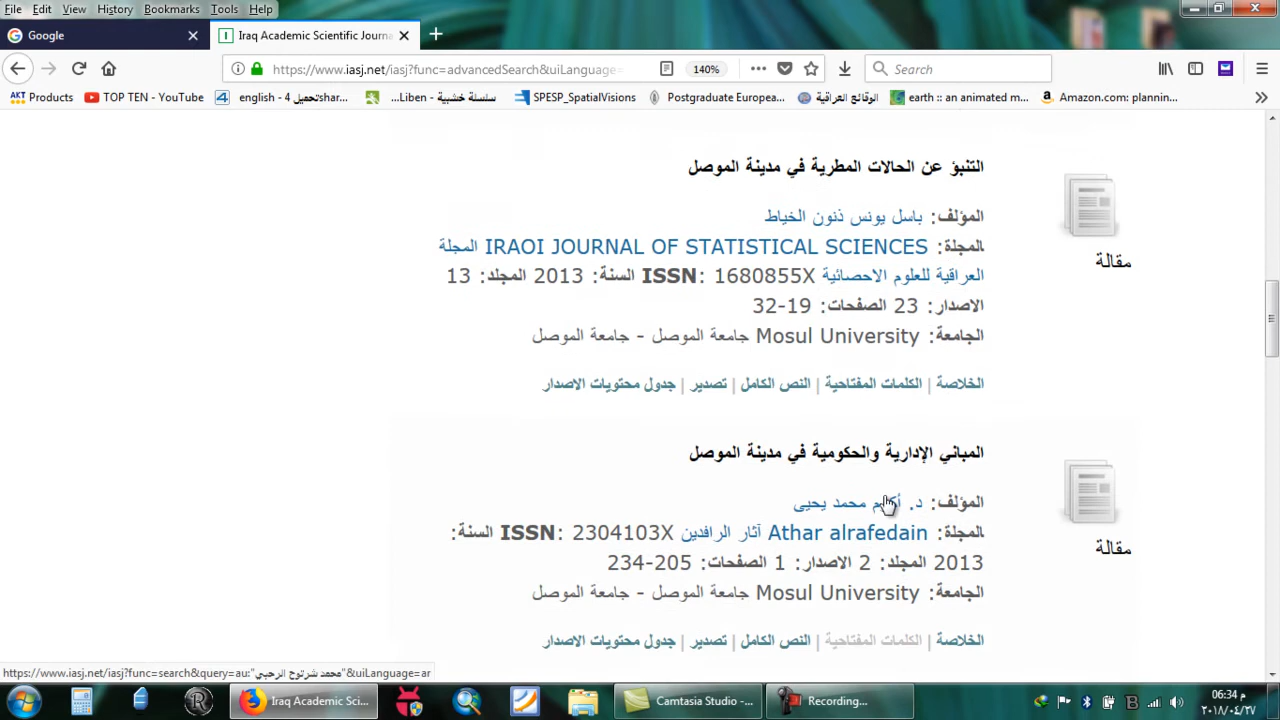 File Edit View History Bookmarks Tools Help
Google
Iraq Academic Scientific Journa
https://www.iasj.net/iasj?func=advancedSearch&uiLanguage=
140%
Search
AKT Products
TOP TEN - YouTube
english - 4 تحميل/shar...
Liben - سلسلة خشبية...
SPESP_SpatialVisions
Postgraduate Europea...
الوقائع العراقية
earth :: an animated m...
Amazon.com: plannin...
التنبؤ عن الحالات المطرية في مدينة الموصل
المؤلف: باسل يونس ذنون الخياط
المجلة: IRAQI JOURNAL OF STATISTICAL SCIENCES المجلة
العراقية للعلوم الاحصائية ISSN: 1680855X السنة: 2013 المجلد: 13
الاصدار: 23 الصفحات: 19-32
الجامعة: Mosul University جامعة الموصل - جامعة الموصل
الخلاصة | الكلمات المفتاحية | النص الكامل | تصدير | جدول محتويات الاصدار
مقالة
المباني الإدارية والحكومية في مدينة الموصل
المؤلف: د. أكرم محمد يحيى
المجلة: Athar alrafedain آثار الرافدين ISSN: 2304103X السنة:
2013 المجلد: 2 الاصدار: 1 الصفحات: 205-234
الجامعة: Mosul University جامعة الموصل - جامعة الموصل
الخلاصة | الكلمات المفتاحية | النص الكامل | تصدير | جدول محتويات الاصدار
مقالة
https://www.iasj.net/iasj?func=search&query=au:"محمد شرتوح الرحبي"&uiLanguage=ar
Iraq Academic Sci...
Camtasia Studio -...
Recording...
06:34 م
٢٠١٨/٠٤/٢٧